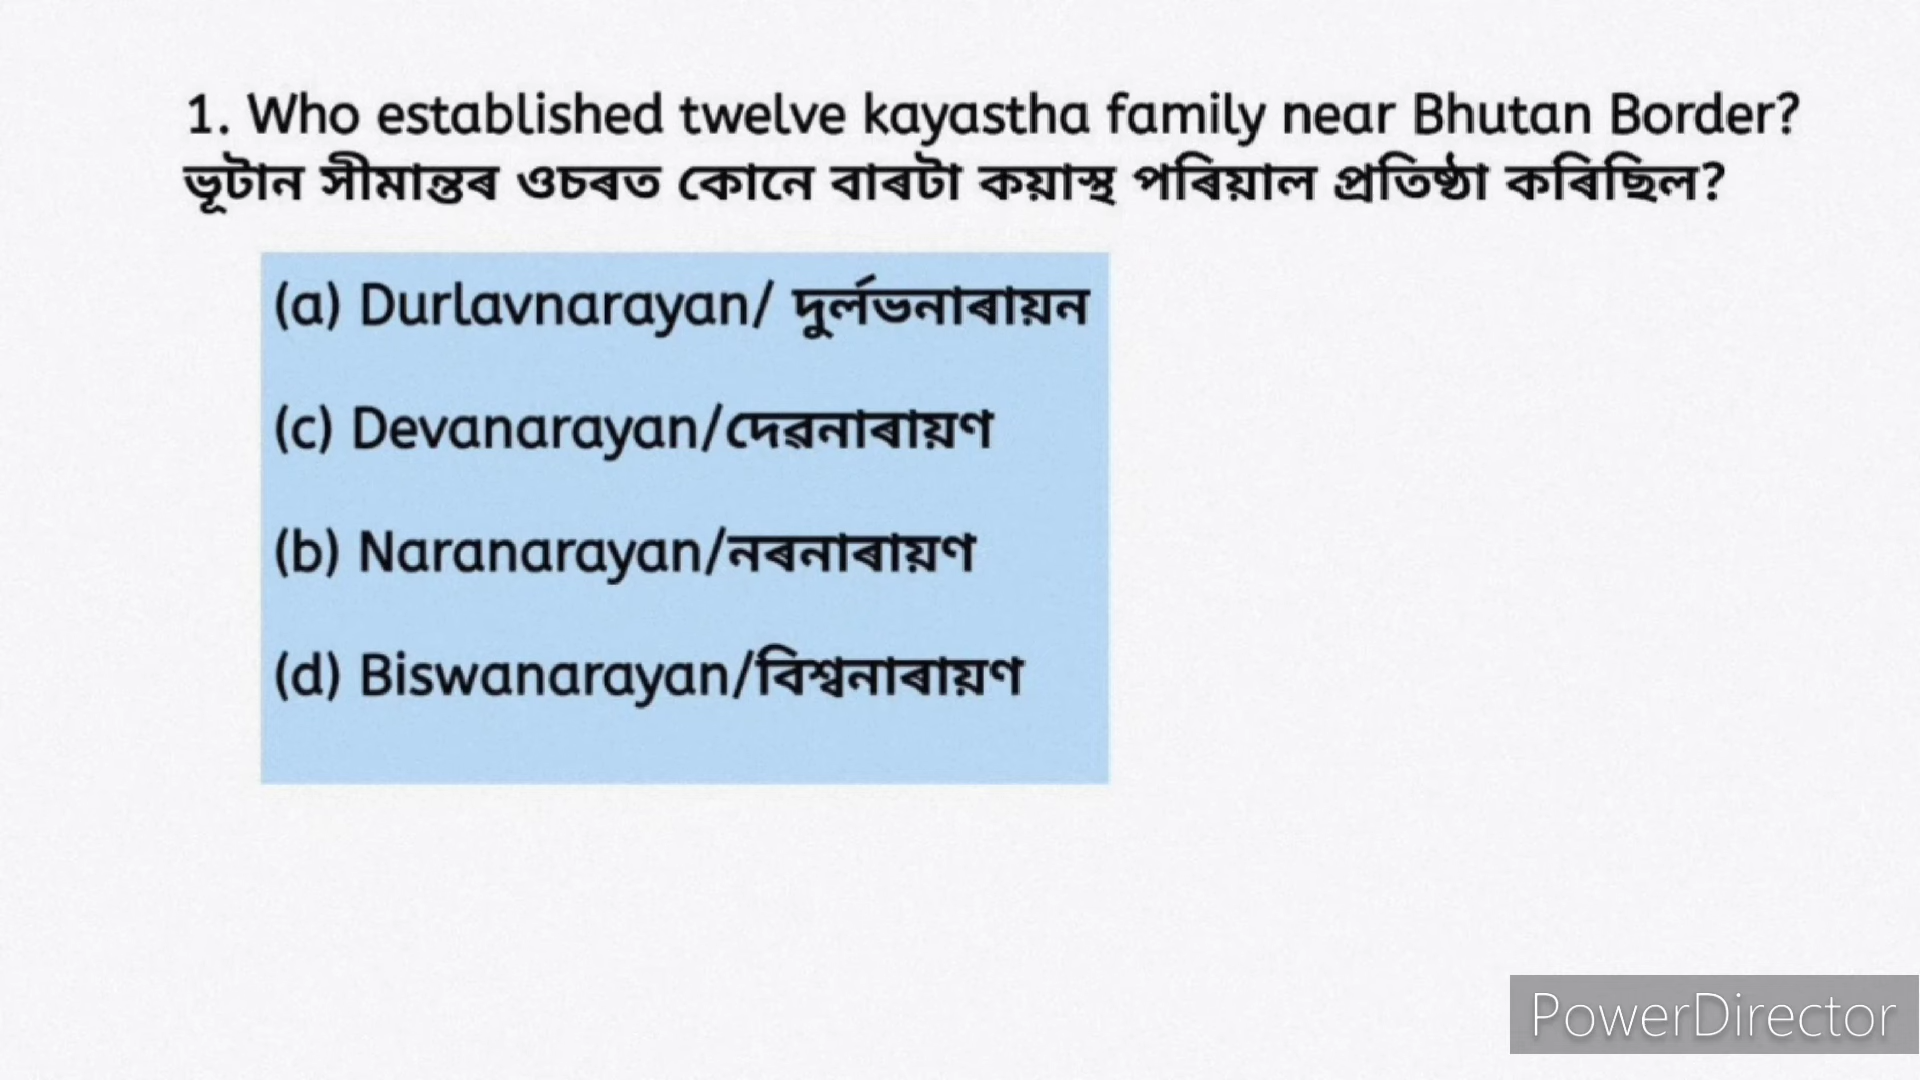 1. Who established twelve kayastha family near Bhutan Border?
ভূটান সীমান্তৰ ওচৰত কোনে বাৰটা কয়াস্থ পৰিয়াল প্ৰতিষ্ঠা কৰিছিল?
(a) Durlavnarayan/ দুৰ্লভনাৰায়ন
(c) Devanarayan/দেৱনাৰায়ণ
(b) Naranarayan/নৰনাৰায়ণ
(d) Biswanarayan/বিশ্বনাৰায়ণ
PowerDirector